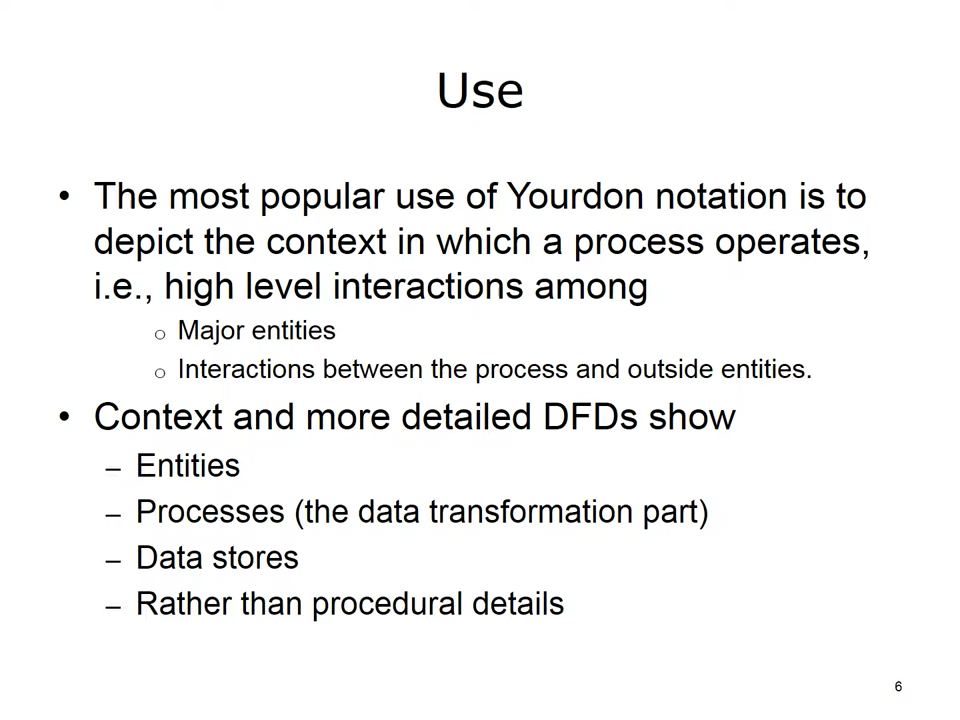 Use
• The most popular use of Yourdon notation is to
depict the context in which a process operates,
i.e., high level interactions among
○ Major entities
○ Interactions between the process and outside entities.
• Context and more detailed DFDs show
– Entities
– Processes (the data transformation part)
– Data stores
– Rather than procedural details
6